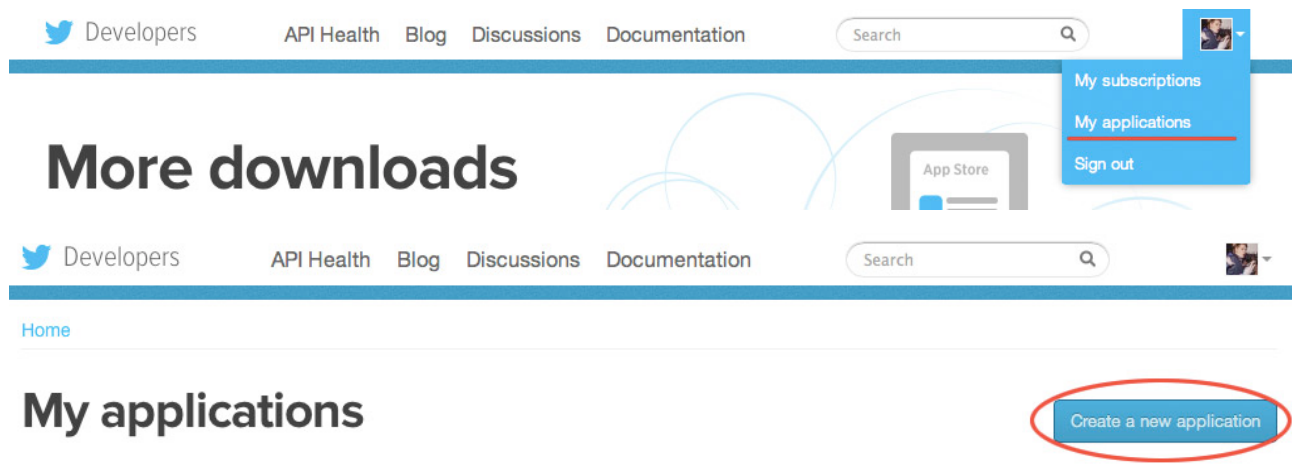 Developers API Health Blog Discussions Documentation Search
My subscriptions
My applications
More downloads
App Store
Sign out
Developers API Health Blog Discussions Documentation Search
Home
My applications
Create a new application